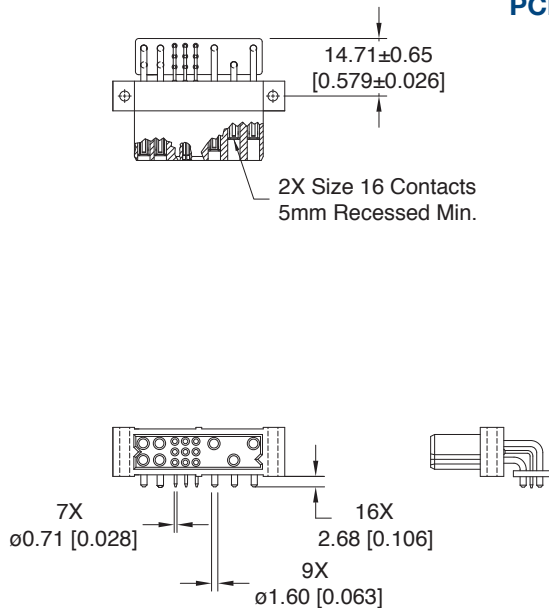 PC
14.71±0.65
[0.579±0.026]
2X Size 16 Contacts
5mm Recessed Min.
7X
ø0.71 [0.028]
16X
2.68 [0.106]
9X
ø1.60 [0.063]